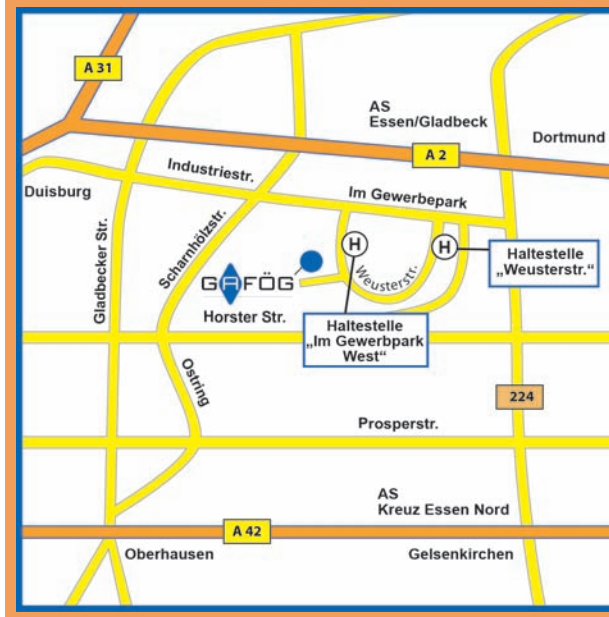 A 31
AS
Essen/Gladbeck
Dortmund
A 2
Industriestr.
Duisburg
Im Gewerbepark
Gladbecker Str.
Scharnhölzstr.
H
H
Haltestelle
„Weusterstr.“
Weusterstr.
GAFÖG
Horster Str.
Haltestelle
„Im Gewerbpark
West“
Ostring
224
Prosperstr.
AS
Kreuz Essen Nord
A 42
Oberhausen
Gelsenkirchen